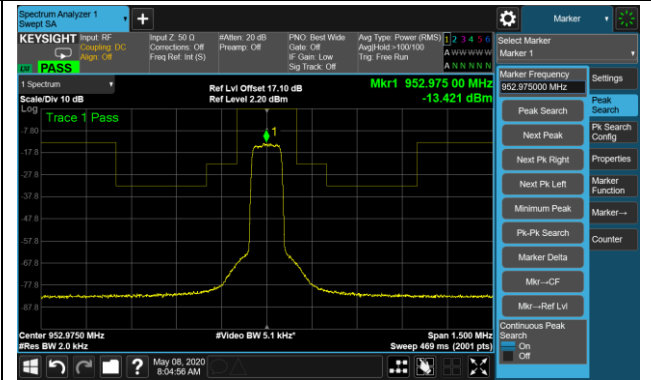 Spectrum Analyzer 1
Swept SA
Marker
KEYSIGHT
Input: RF
Coupling: DC
Align: Off
Input Z: 50 Ω
Corrections: Off
Freq Ref: Int (S)
#Atten: 20 dB
Preamp: Off
PNO: Best Wide
Gate: Off
IF Gain: Low
Sig Track: Off
Avg Type: Power (RMS)
Avg|Hold:>100/100
Trig: Free Run
1 2 3 4 5 6
A W W W W W
A N N N N N
PASS
Select Marker
Marker 1
1 Spectrum
Scale/Div 10 dB
Ref Lvl Offset 17.10 dB
Ref Level 2.20 dBm
Mkr1 952.975 00 MHz
-13.421 dBm
Log
Trace 1 Pass
1
-7.80
-17.8
-27.8
-37.8
-47.8
-57.8
-67.8
-77.8
-87.8
Center 952.9750 MHz
#Res BW 2.0 kHz
#Video BW 5.1 kHz*
Span 1.500 MHz
Sweep 469 ms (2001 pts)
Marker Frequency
952.975000 MHz
Peak Search
Next Peak
Next Pk Right
Next Pk Left
Minimum Peak
Pk-Pk Search
Marker Delta
Mkr→CF
Mkr→Ref Lvl
Continuous Peak
Search
On
Off
Settings
Peak
Search
Pk Search
Config
Properties
Marker
Function
Marker→
Counter
?
May 08, 2020
8:04:56 AM